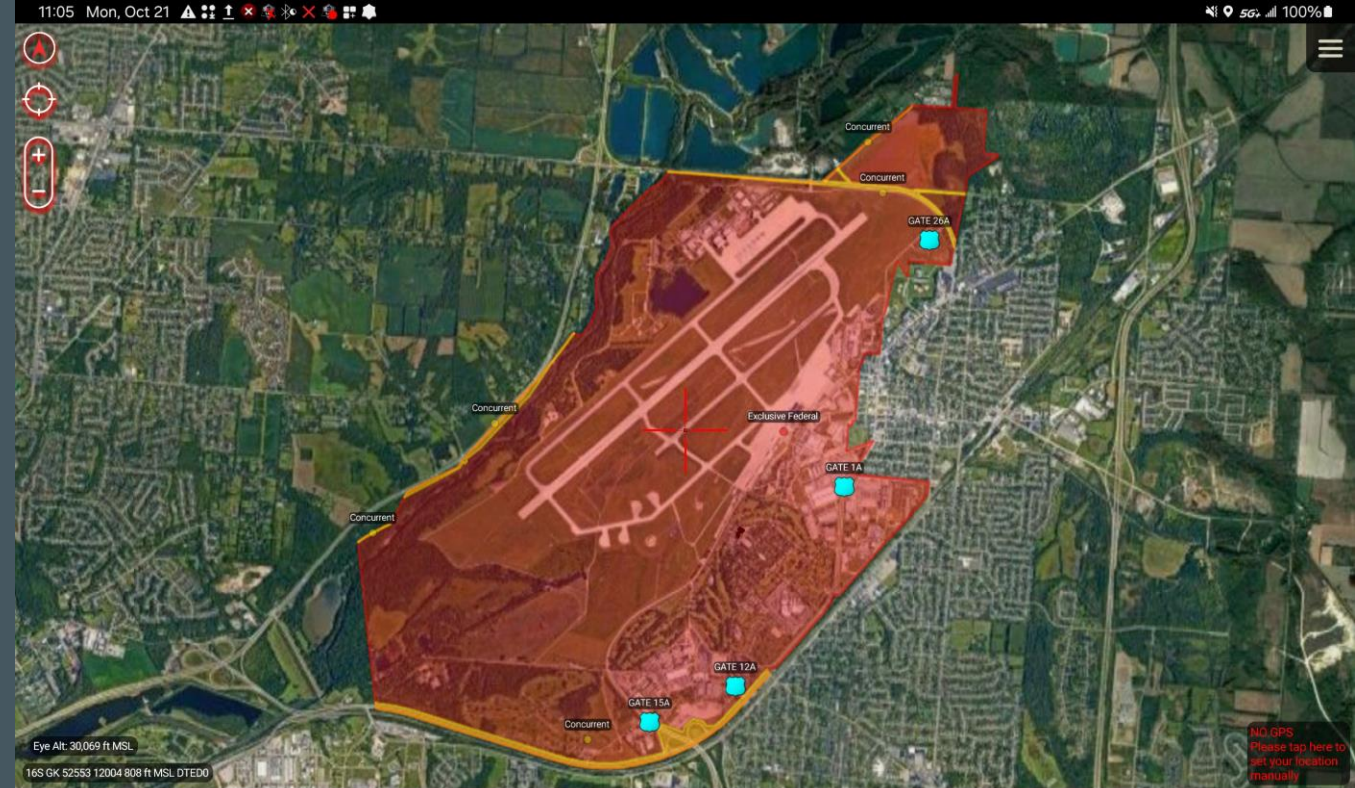 11:05 Mon, Oct 21
5G+ 100%
Concurrent
Concurrent
GATE 26A
Concurrent
Exclusive Federal
GATE 1A
Concurrent
GATE 12A
GATE 15A
Concurrent
Eye Alt: 30,069 ft MSL
16S GK 52553 12004 808 ft MSL DTED0
NO GPS
Please tap here to
set your location
manually